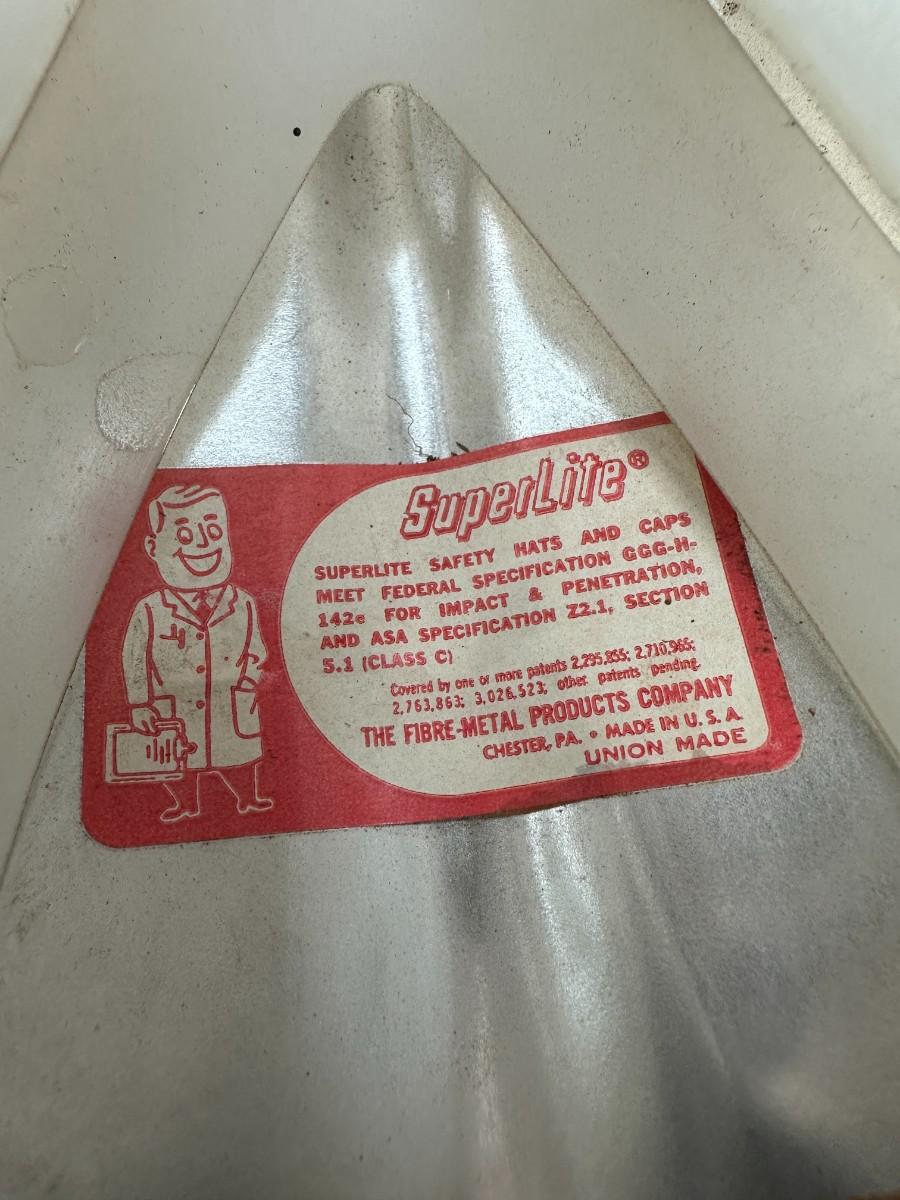 SuperLite®
SUPERLITE SAFETY HATS AND CAPS
MEET FEDERAL SPECIFICATION GGG-H-
142c FOR IMPACT & PENETRATION,
AND ASA SPECIFICATION Z2.1, SECTION
5.1 (CLASS C)
Covered by one or more patents 2,295,855; 2,710,965;
2,763,863; 3,026,523; other patents pending.
THE FIBRE-METAL PRODUCTS COMPANY
CHESTER, PA. • MADE IN U. S. A.
UNION MADE